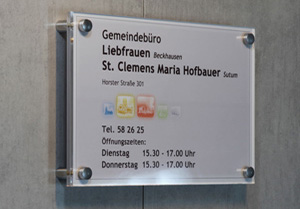 Gemeindebüro
Liebfrauen Beckhausen
St. Clemens Maria Hofbauer Sutum
Horster Straße 301
Tel. 58 26 25
Öffnungszeiten:
Dienstag 15.30 - 17.00 Uhr
Donnerstag 15.30 - 17.00 Uhr